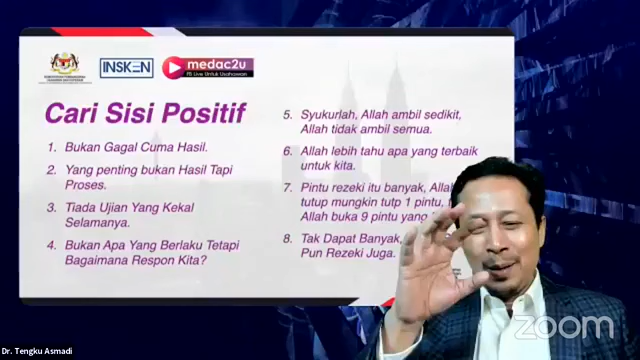 INSKEN
medac2u
FB Live Untuk Usahawan
Cari Sisi Positif
1. Bukan Gagal Cuma Hasil.
2. Yang penting bukan Hasil Tapi
Proses.
3. Tiada Ujian Yang Kekal
Selamanya.
4. Bukan Apa Yang Berlaku Tetapi
Bagaimana Respon Kita?
5. Syukurlah, Allah ambil sedikit,
Allah tidak ambil semua.
6. Allah lebih tahu apa yang terbaik
untuk kita.
7. Pintu rezeki itu banyak, Allah
tutup mungkin tutp 1 pintu,
Allah buka 9 pintu yang
8. Tak Dapat Banyak,
Pun Rezeki Juga.
zoom
Dr. Tengku Asmadi